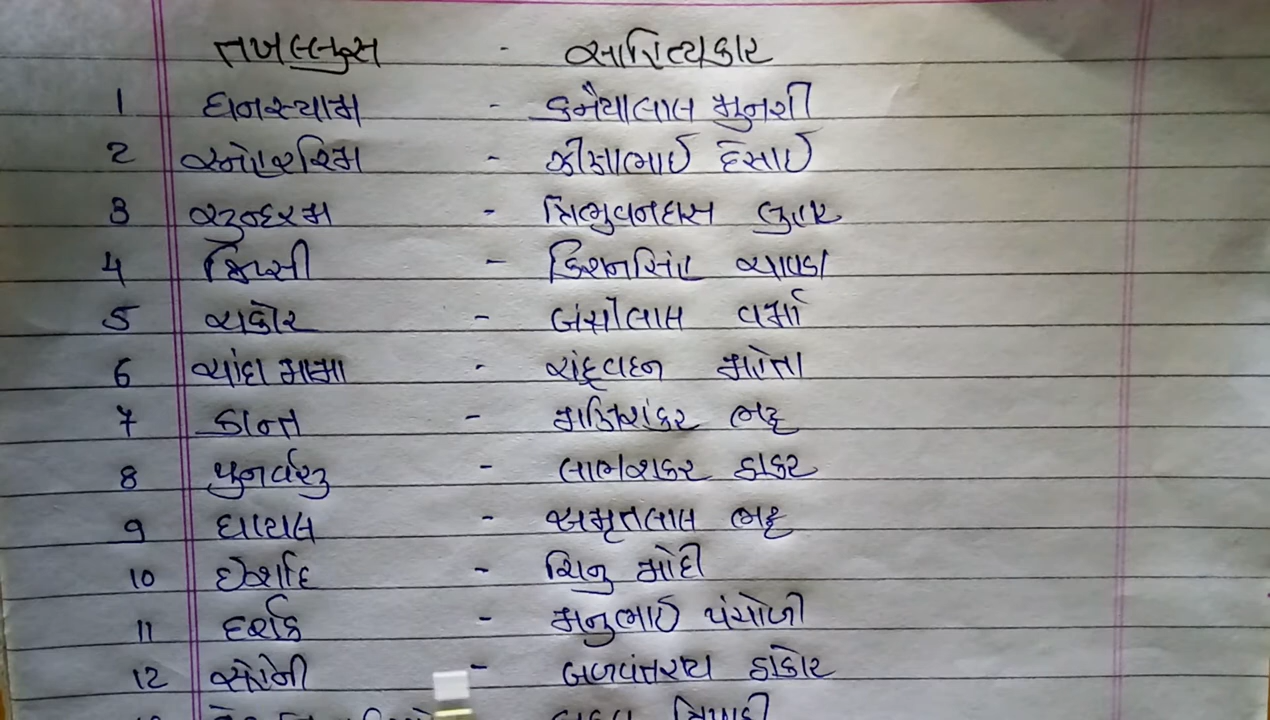 તખલ્લુસ - સાહિત્યકાર
1 ઘનસ્યામ - કનૈયાલાલ મુનશી
2 સ્નેહરશ્મિ - ઝીણાભાઈ દેસાઈ
3 સુન્દરમ - ત્રિભુવનદાસ લુહાર
4 જિપ્સી - કિશનસિંહ ચાવડા
5 ચકોર - બંસીલાલ વર્મા
6 ચાંદામામા - ચંદ્રવદન મહેતા
7 કાન્ત - મણિશંકર ભટ્ટ
8 પુનર્વસુ - લાભશંકર ઠાકર
9 ઘાયલ - અમૃતલાલ ભટ્ટ
10 ઈર્શાદ - ચિનુ મોદી
11 દર્શક - મનુભાઈ પંચોળી
12 સેહેની - બળવંતરાય ઠાકોર
ત્રિપાઠી